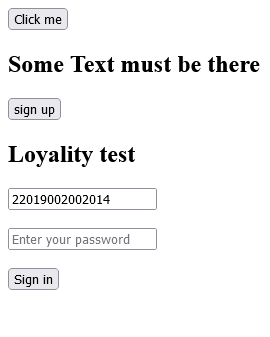 Click me
Some Text must be there
sign up
Loyality test
22019002002014
Enter your password
Sign in